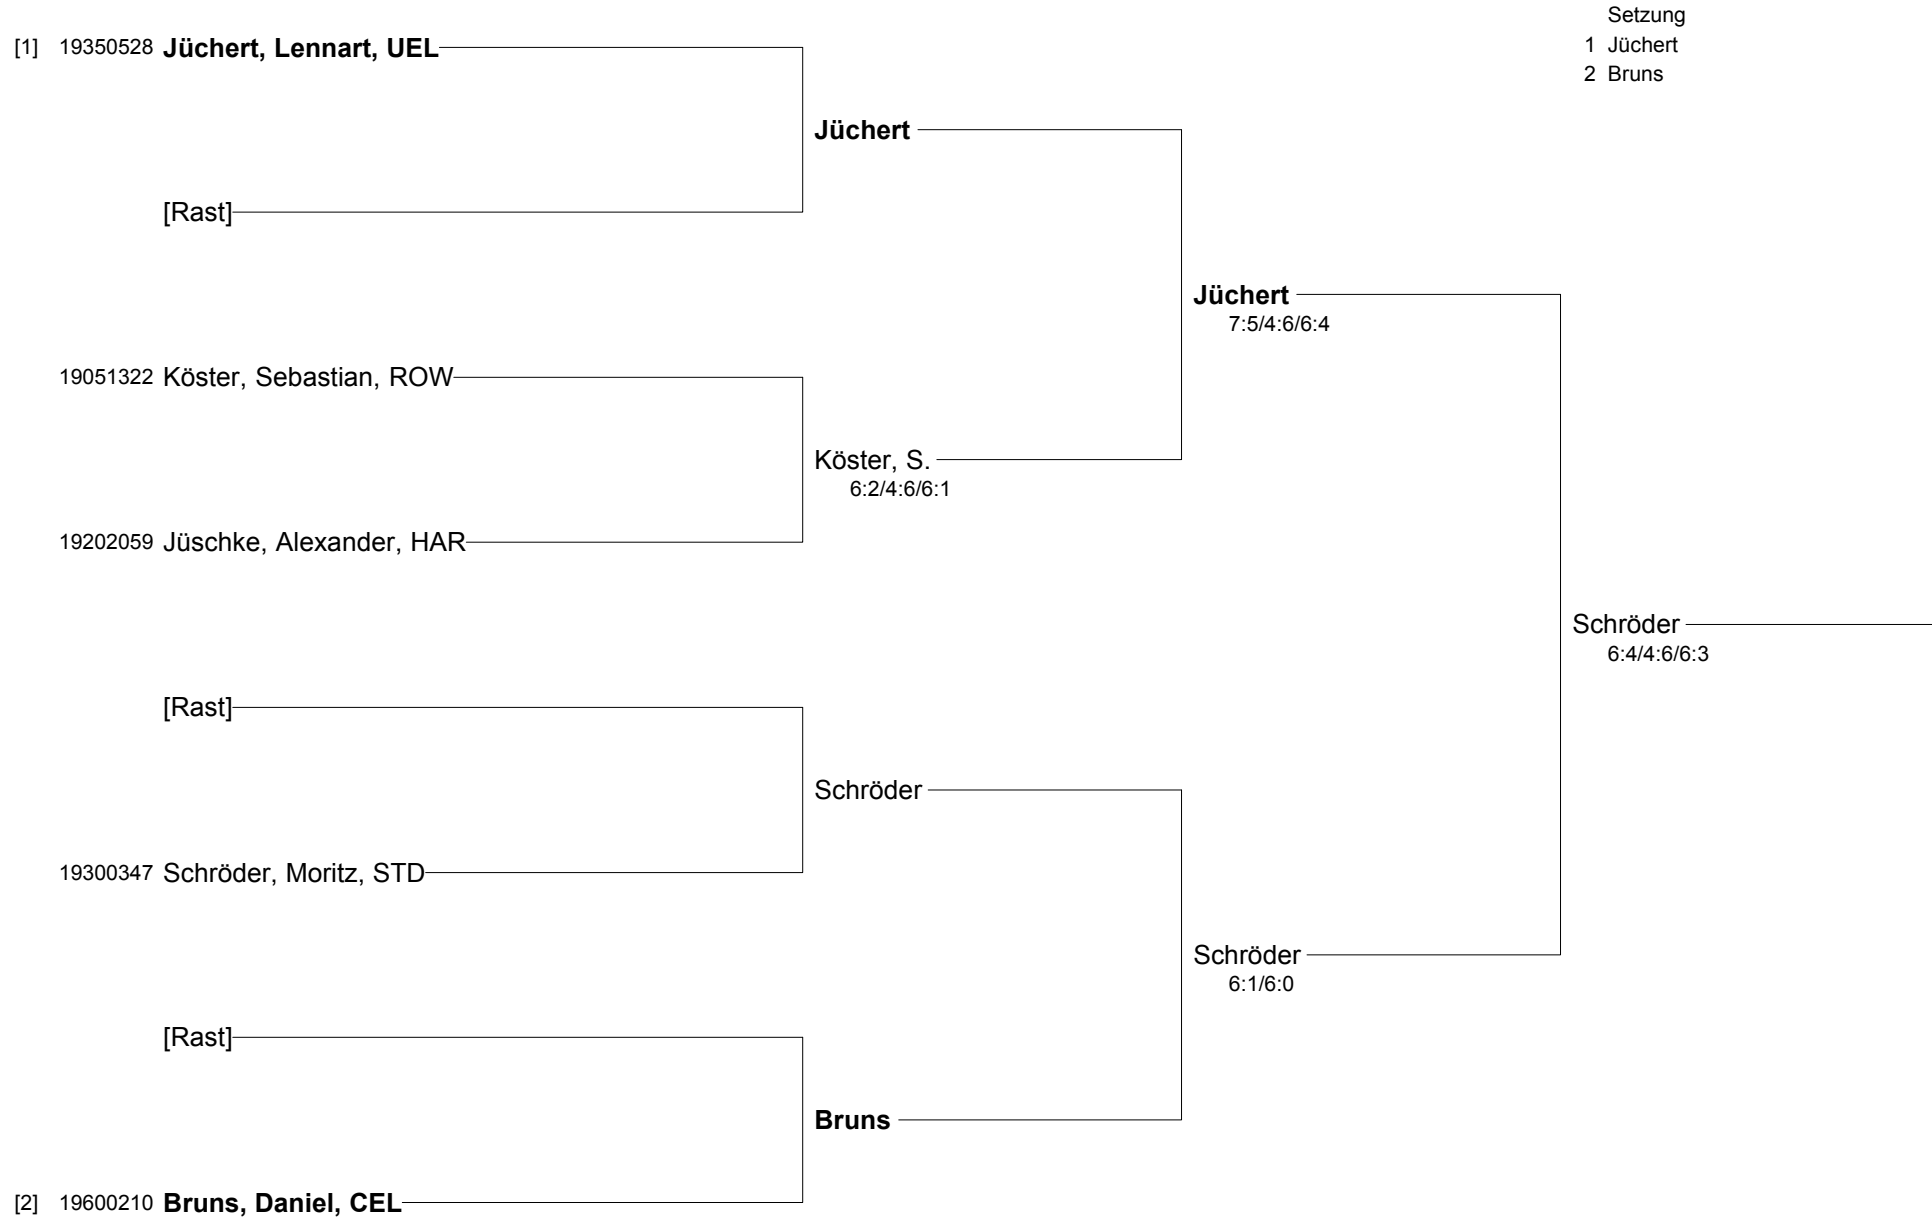 Setzung
1 Jüchert
2 Bruns
[1] 19350528 Jüchert, Lennart, UEL
Jüchert
[Rast]
Jüchert
7:5/4:6/6:4
19051322 Köster, Sebastian, ROW
Köster, S.
6:2/4:6/6:1
19202059 Jüschke, Alexander, HAR
Schröder
6:4/4:6/6:3
[Rast]
Schröder
19300347 Schröder, Moritz, STD
Schröder
6:1/6:0
[Rast]
Bruns
[2] 19600210 Bruns, Daniel, CEL